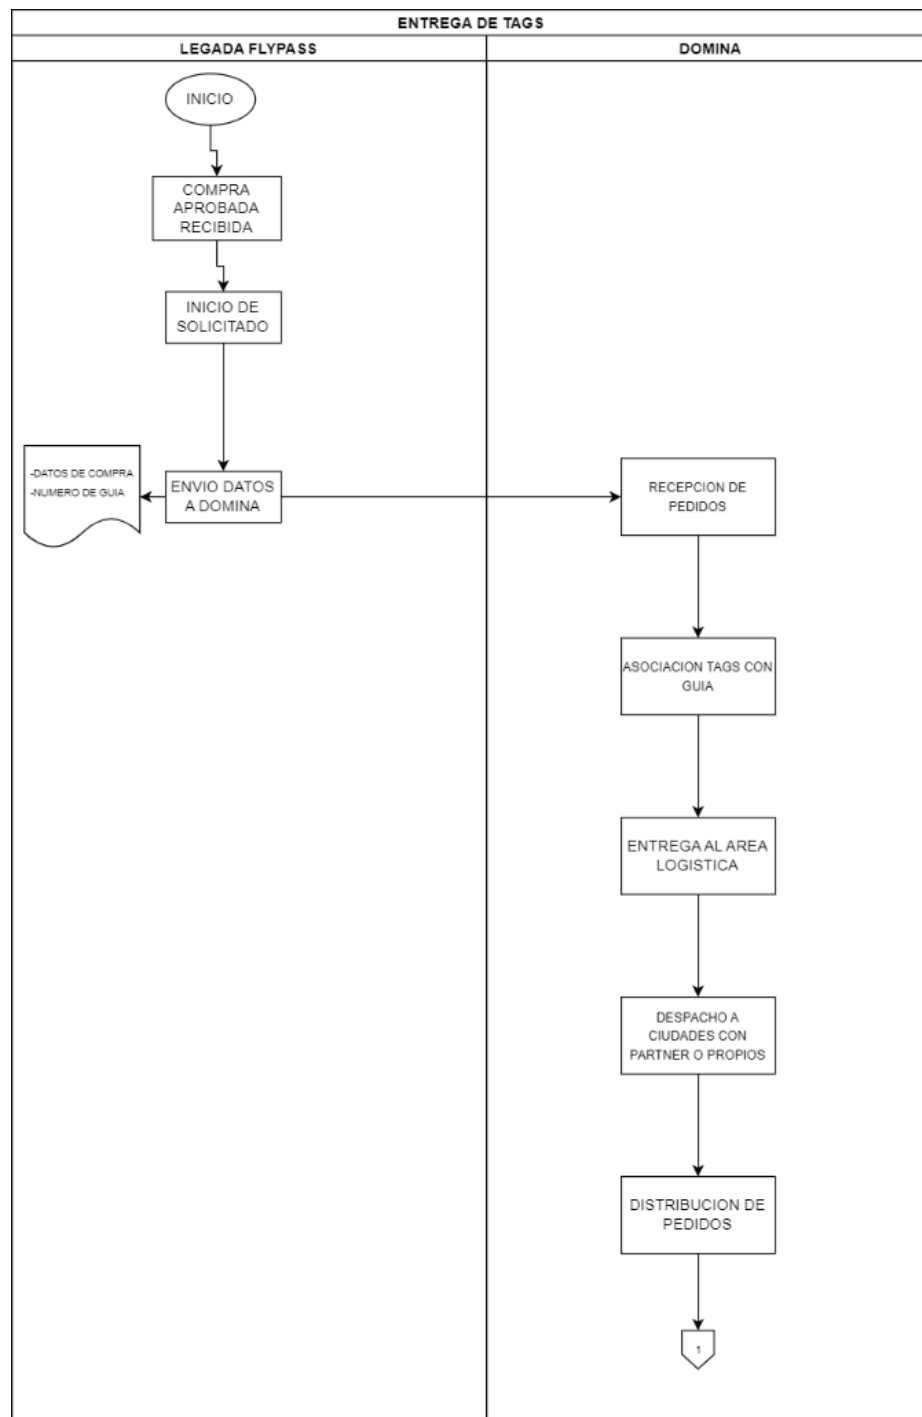 ENTREGA DE TAGS
LEGADA FLYPASS
DOMINA
INICIO
COMPRA
APROBADA
RECIBIDA
INICIO DE
SOLICITADO
-DATOS DE COMPRA
-NUMERO DE GUIA
ENVIO DATOS
A DOMINA
RECEPCION DE
PEDIDOS
ASOCIACION TAGS CON
GUIA
ENTREGA AL AREA
LOGISTICA
DESPACHO A
CIUDADES CON
PARTNER O PROPIOS
DISTRIBUCION DE
PEDIDOS
1